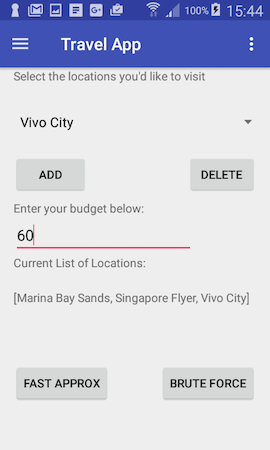 100% 15:44
Travel App
Select the locations you'd like to visit
Vivo City
ADD DELETE
Enter your budget below:
60
Current List of Locations:
[Marina Bay Sands, Singapore Flyer, Vivo City]
FAST APPROX BRUTE FORCE